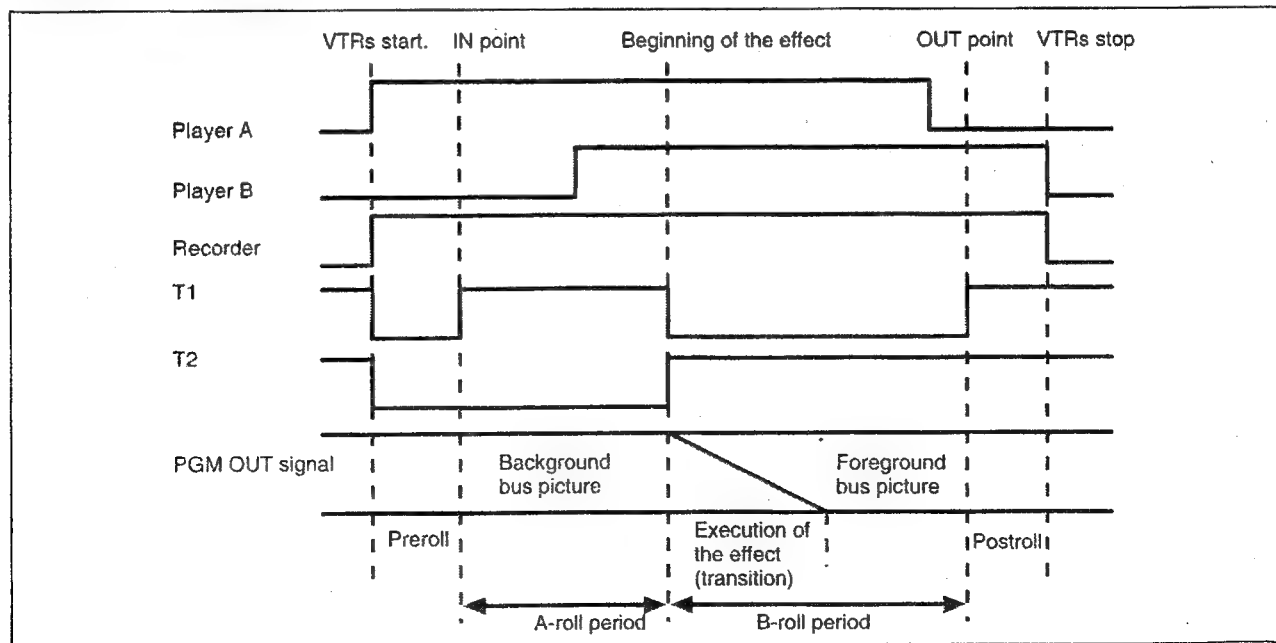 VTRs start. IN point Beginning of the effect OUT point VTRs stop
Player A
Player B
Recorder
T1
T2
PGM OUT signal
Background
bus picture
Foreground
bus picture
Preroll
Execution of
the effect
(transition)
Postroll
A-roll period
B-roll period